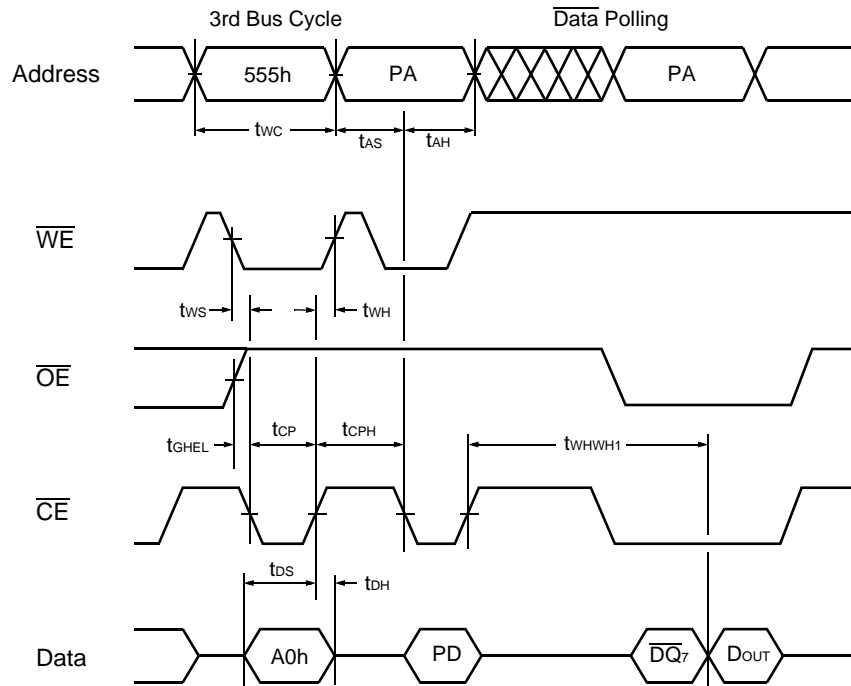 3rd Bus Cycle Data Polling
Address 555h PA PA
tWC tAS tAH
WE
tWS tWH
OE
tGHEL tCP tCPH tWHWH1
CE
tDS tDH
Data A0h PD DQ7 DOUT